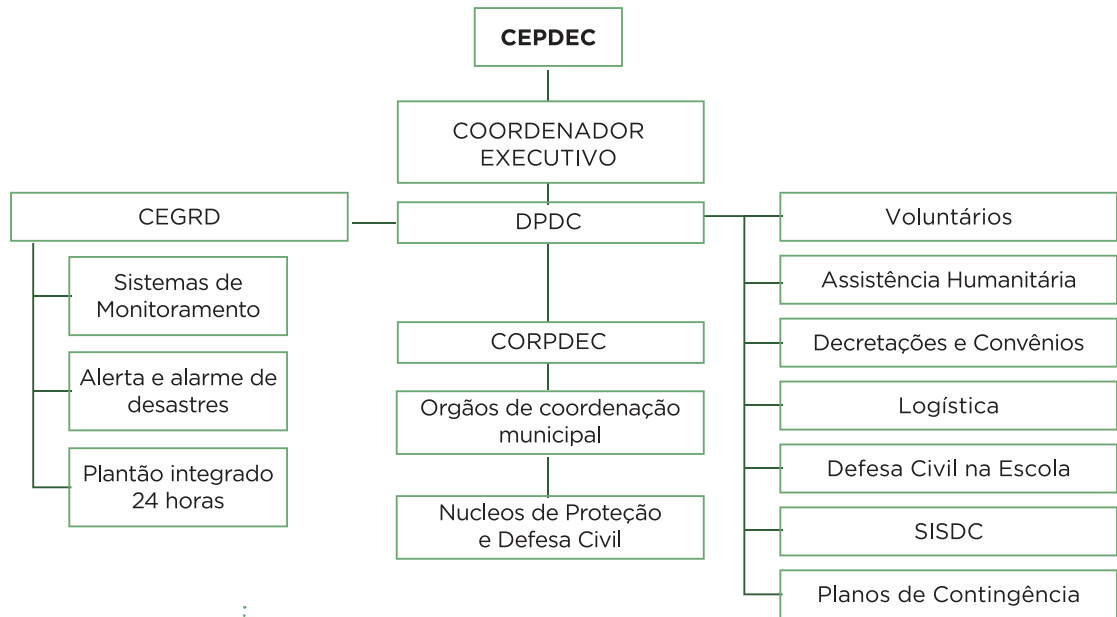 CEPDEC
COORDENADOR
EXECUTIVO
CEGRD
DPDC
Voluntários
Sistemas de
Monitoramento
Assistência Humanitária
CORPDEC
Decretações e Convênios
Alerta e alarme de
desastres
Orgãos de coordenação
municipal
Logística
Plantão integrado
24 horas
Defesa Civil na Escola
Nucleos de Proteção
e Defesa Civil
SISDC
Planos de Contingência